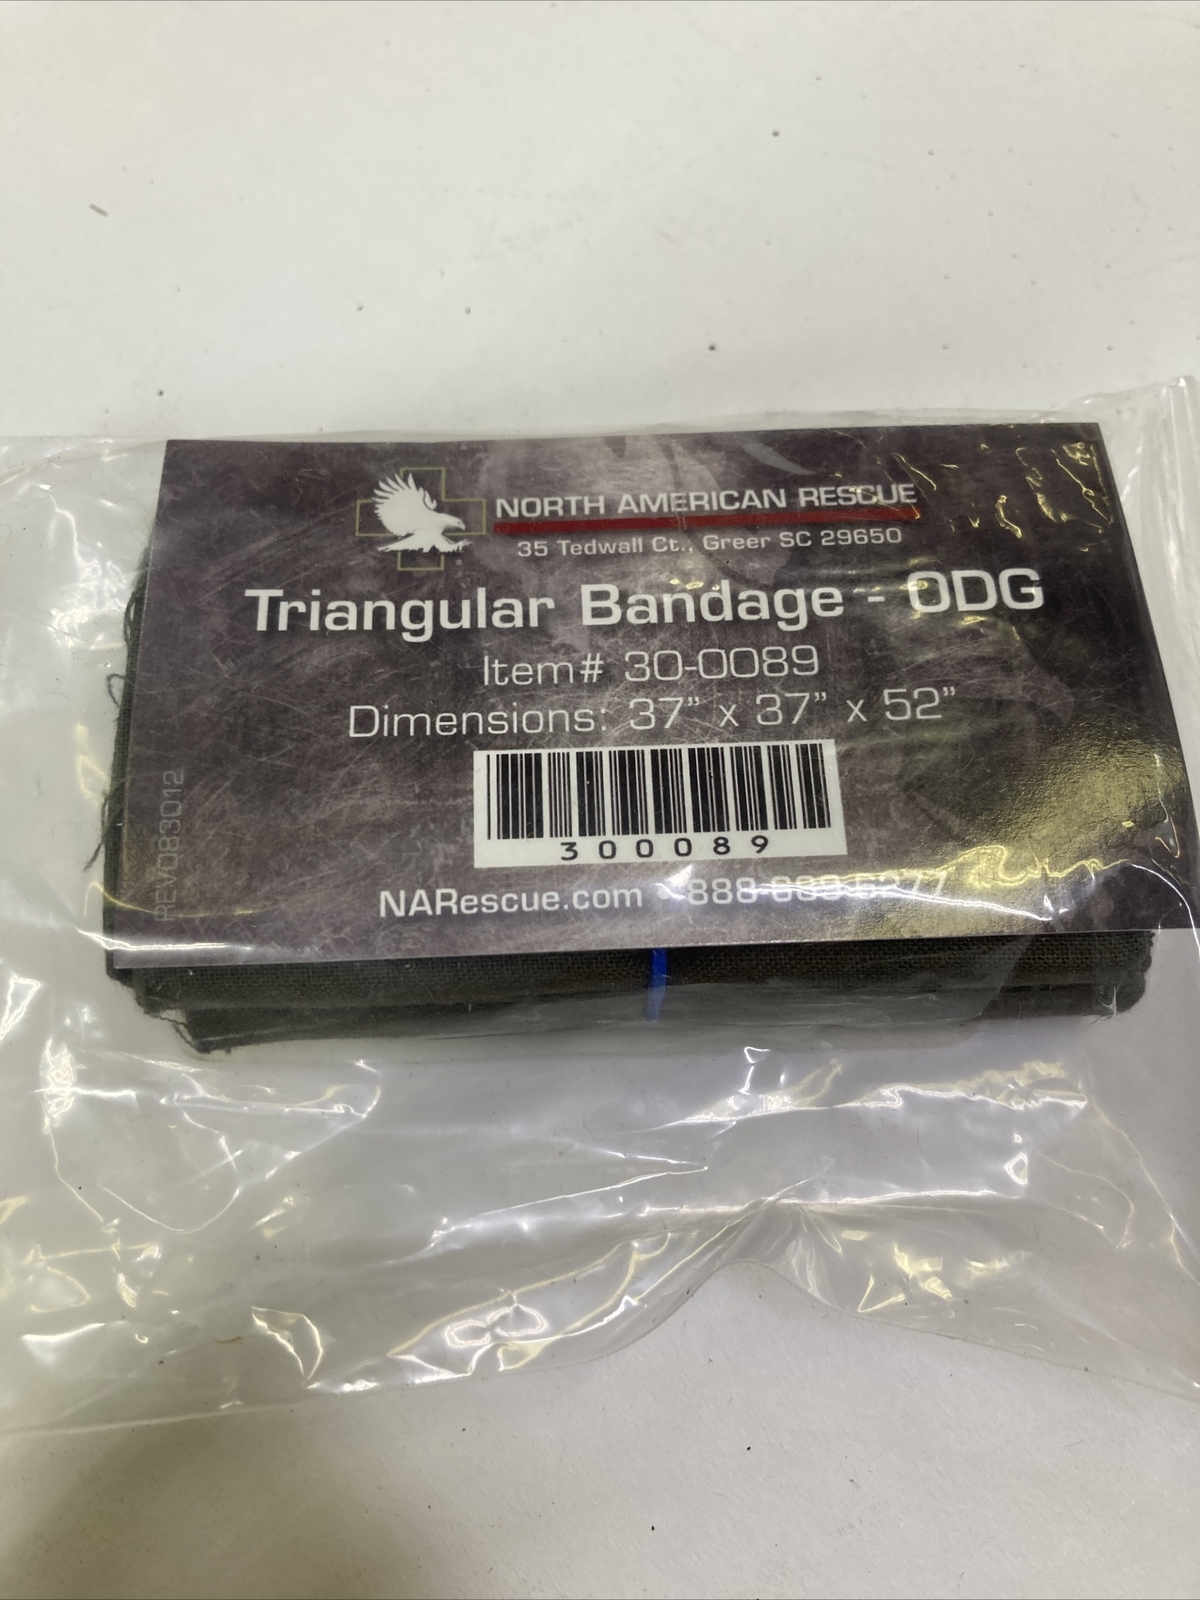 NORTH AMERICAN RESCUE
35 Tedwall Ct., Greer SC 29650
Triangular Bandage - ODG
Item# 30-0089
Dimensions: 37” x 37” x 52”
300089
NARescue.com
REV083012